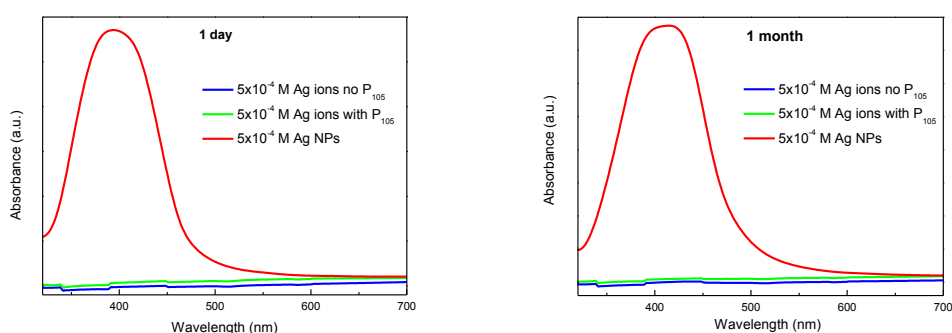 1 day
5x10⁻⁴ M Ag ions no P₁₀₅
5x10⁻⁴ M Ag ions with P₁₀₅
5x10⁻⁴ M Ag NPs
Absorbance (a.u.)
400 500 600 700
Wavelength (nm)
1 month
5x10⁻⁴ M Ag ions no P₁₀₅
5x10⁻⁴ M Ag ions with P₁₀₅
5x10⁻⁴ M Ag NPs
Absorbance (a.u.)
400 500 600 700
Wavelength (nm)